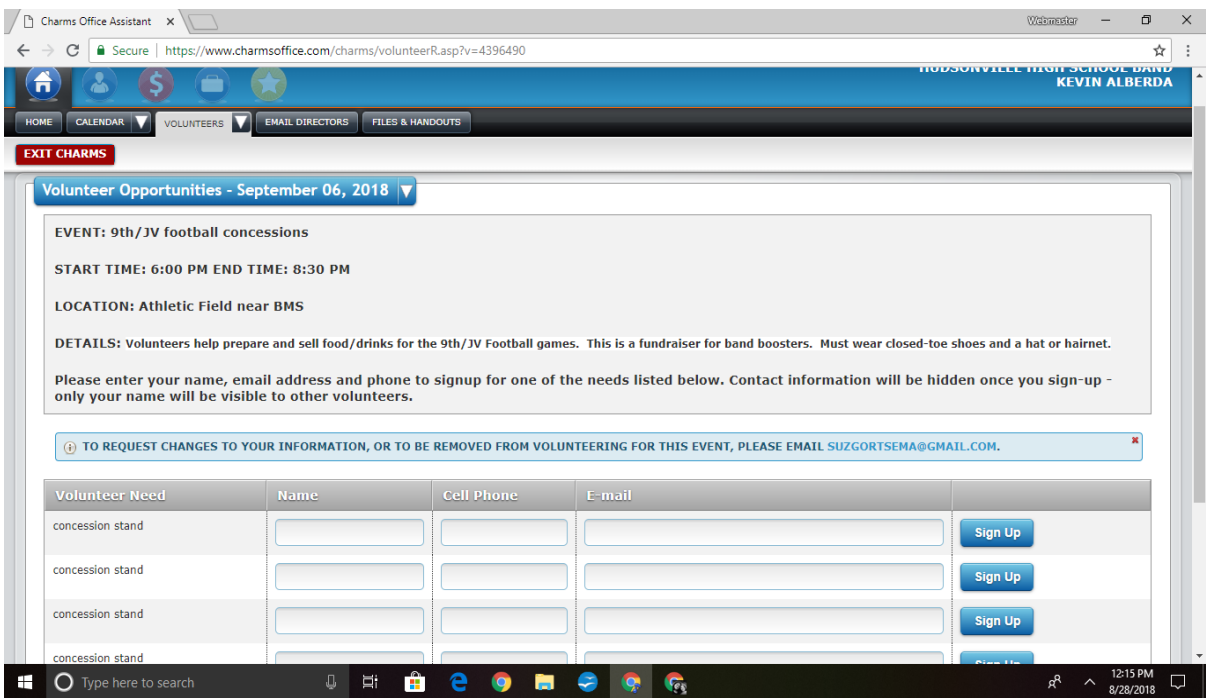 Charms Office Assistant
Webmaster
Secure | https://www.charmsoffice.com/charms/volunteerR.asp?v=4396490
HUDSONVILLE HIGH SCHOOL BAND
KEVIN ALBERDA
HOME CALENDAR VOLUNTEERS EMAIL DIRECTORS FILES & HANDOUTS
EXIT CHARMS
Volunteer Opportunities - September 06, 2018
EVENT: 9th/JV football concessions
START TIME: 6:00 PM END TIME: 8:30 PM
LOCATION: Athletic Field near BMS
DETAILS: Volunteers help prepare and sell food/drinks for the 9th/JV Football games. This is a fundraiser for band boosters. Must wear closed-toe shoes and a hat or hairnet.
Please enter your name, email address and phone to signup for one of the needs listed below. Contact information will be hidden once you sign-up -
only your name will be visible to other volunteers.
TO REQUEST CHANGES TO YOUR INFORMATION, OR TO BE REMOVED FROM VOLUNTEERING FOR THIS EVENT, PLEASE EMAIL SUZGORTSEMA@GMAIL.COM.
Volunteer Need Name Cell Phone E-mail
concession stand Sign Up
concession stand Sign Up
concession stand Sign Up
concession stand Sign Up
Type here to search
12:15 PM
8/28/2018